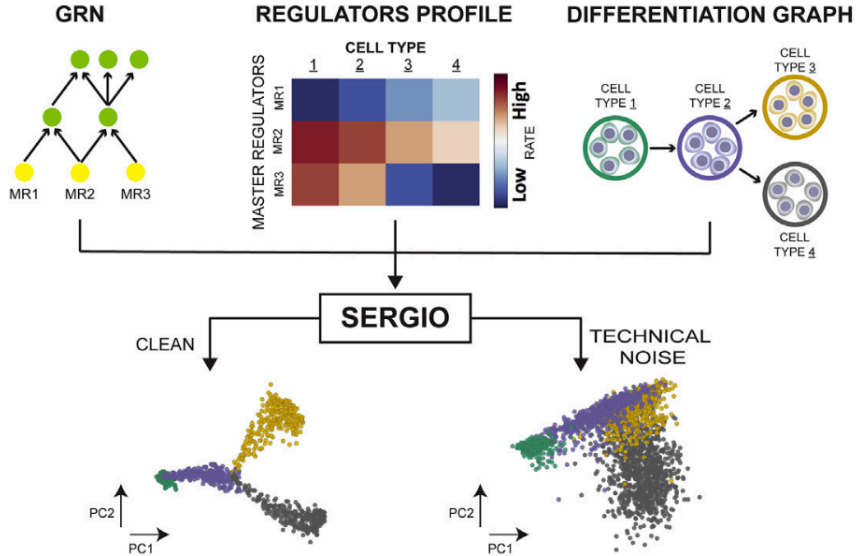 GRN
MR1 MR2 MR3
REGULATORS PROFILE
CELL TYPE
1 2 3 4
MASTER REGULATORS
MR1
MR2
MR3
High
RATE
Low
DIFFERENTIATION GRAPH
CELL
TYPE 1
CELL
TYPE 2
CELL
TYPE 3
CELL
TYPE 4
SERGIO
CLEAN
TECHNICAL
NOISE
PC2
PC1
PC2
PC1